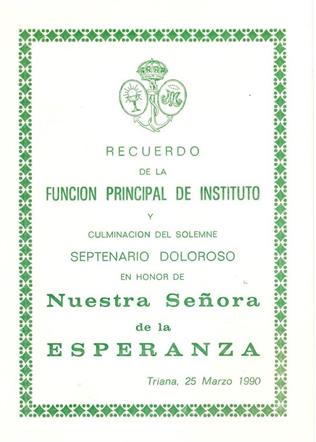 RECUERDO
DE LA
FUNCION PRINCIPAL DE INSTITUTO
Y
CULMINACION DEL SOLEMNE
SEPTENARIO DOLOROSO
EN HONOR DE
Nuestra Señora
de la
ESPERANZA
Triana, 25 Marzo 1990